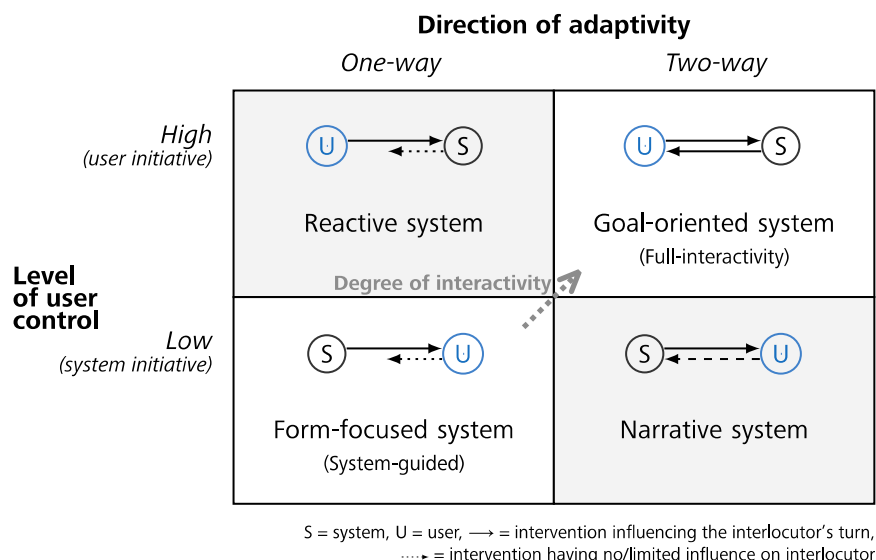 Direction of adaptivity
One-way Two-way
High
(user initiative)
U S
U S
Reactive system
Goal-oriented system
(Full-interactivity)
Level
of user
control
Degree of interactivity
Low
(system initiative)
S U
S U
Form-focused system
(System-guided)
Narrative system
S = system, U = user, ⟶ = intervention influencing the interlocutor's turn,
····▸ = intervention having no/limited influence on interlocutor